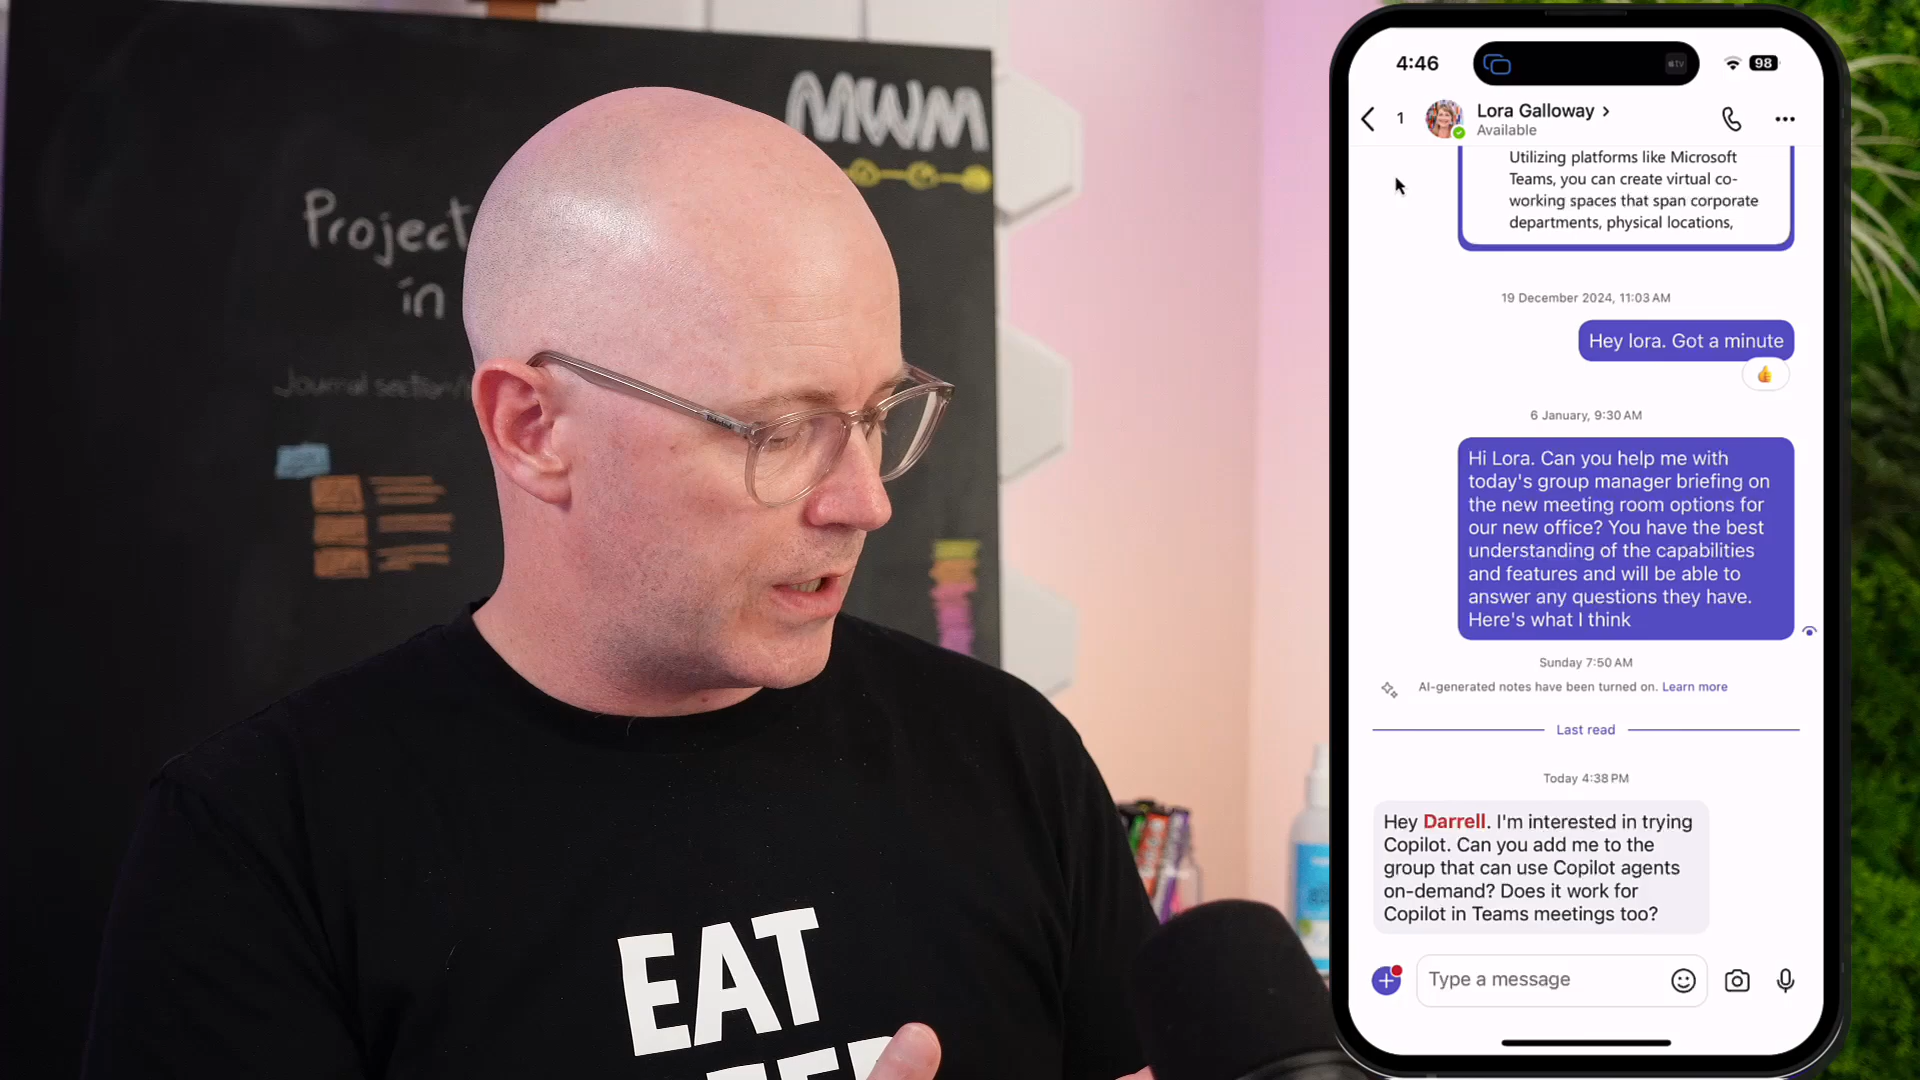 MWM
Project
in
Journal section
EAT
4:46
tv
98
1
Lora Galloway
Available
Utilizing platforms like Microsoft
Teams, you can create virtual co-
working spaces that span corporate
departments, physical locations,
19 December 2024, 11:03 AM
Hey lora. Got a minute
👍
6 January, 9:30 AM
Hi Lora. Can you help me with
today's group manager briefing on
the new meeting room options for
our new office? You have the best
understanding of the capabilities
and features and will be able to
answer any questions they have.
Here's what I think
Sunday 7:50 AM
AI-generated notes have been turned on. Learn more
Last read
Today 4:38 PM
Hey Darrell. I'm interested in trying
Copilot. Can you add me to the
group that can use Copilot agents
on-demand? Does it work for
Copilot in Teams meetings too?
Type a message